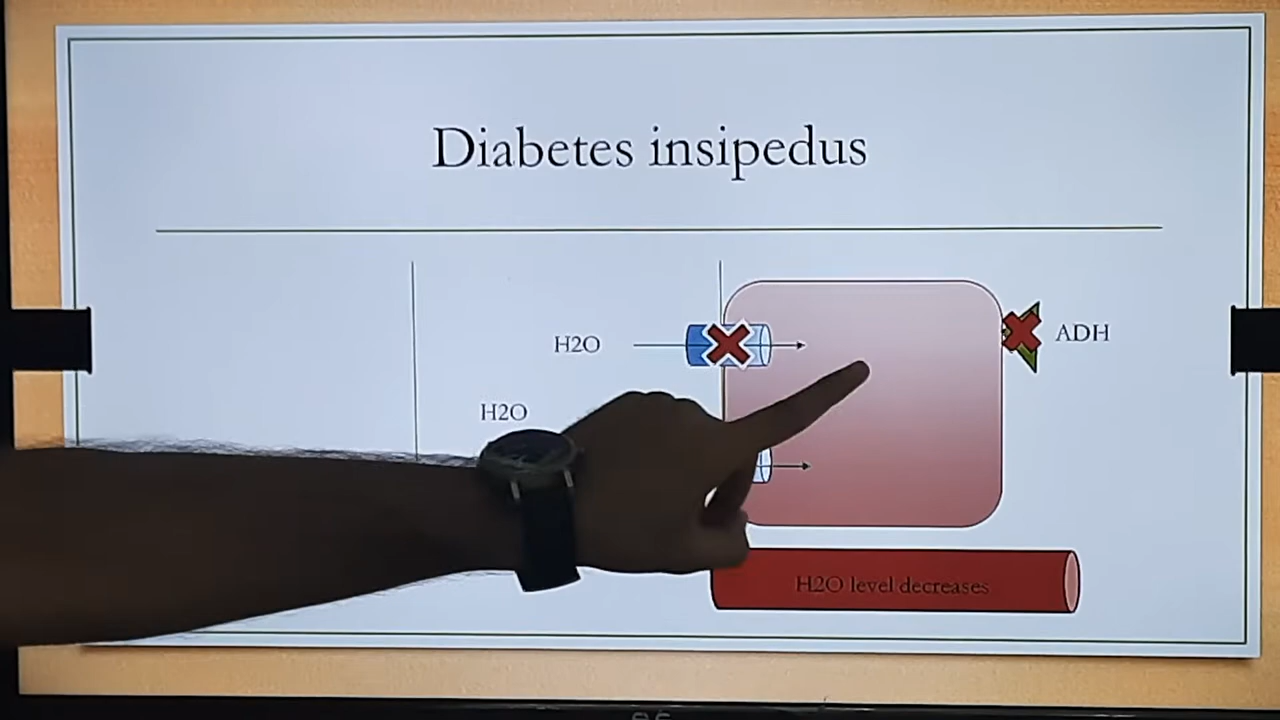 Diabetes insipedus
H2O
ADH
H2O
H2O level decreases